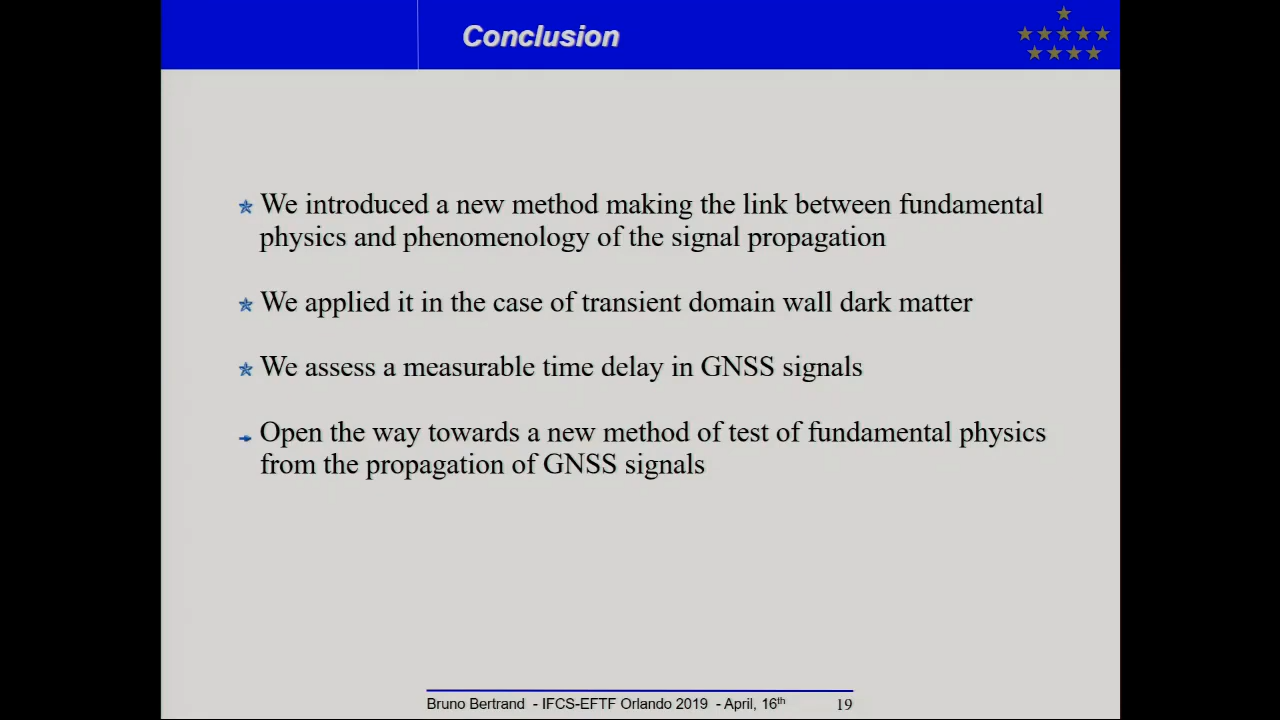 Conclusion
We introduced a new method making the link between fundamental
physics and phenomenology of the signal propagation
We applied it in the case of transient domain wall dark matter
We assess a measurable time delay in GNSS signals
Open the way towards a new method of test of fundamental physics
from the propagation of GNSS signals
Bruno Bertrand - IFCS-EFTF Orlando 2019 - April, 16th 19